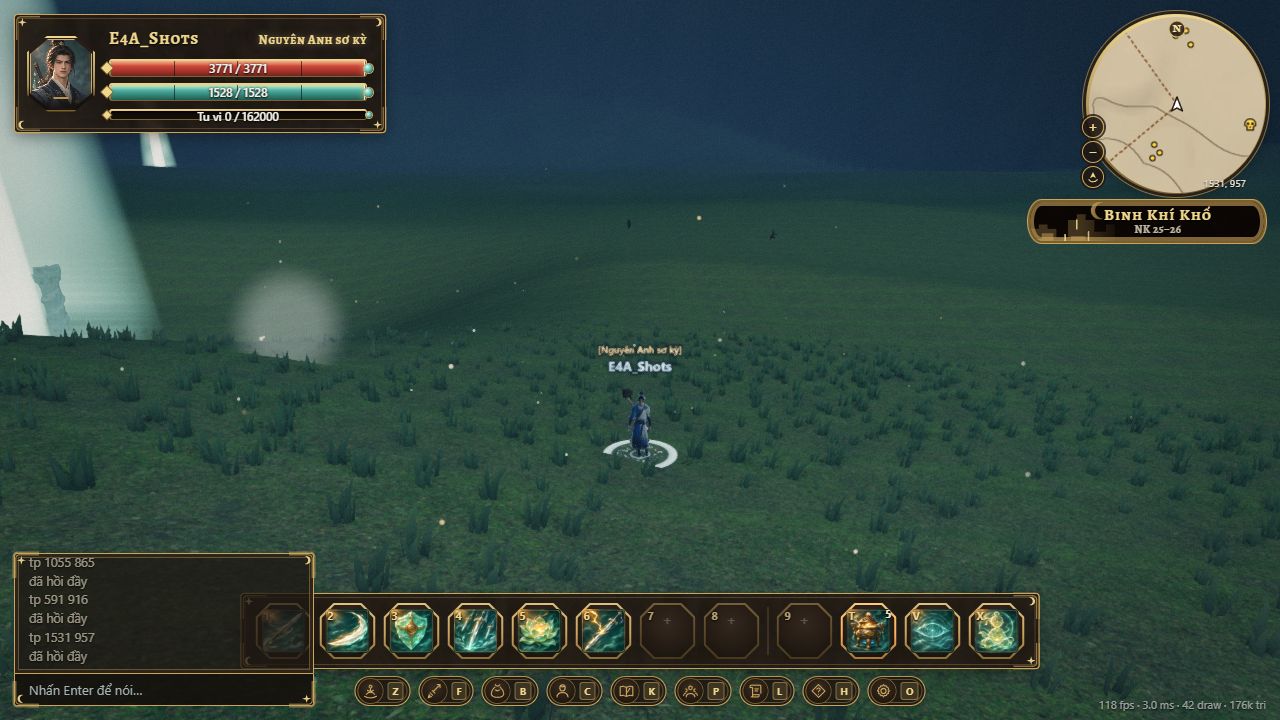 E4A_Shots
Nguyên Anh sơ kỳ
3771 / 3771
1528 / 1528
Tu vi 0 / 162000
N
+
−
1531, 957
Binh Khí Khố
NK 25–26
[Nguyên Anh sơ kỳ]
E4A_Shots
tp 1055 865
đã hồi đầy
tp 591 916
đã hồi đầy
tp 1531 957
đã hồi đầy
Nhấn Enter để nói...
2 3 4 5 6 7 + 8 + 9 + T 5 V X
Z F B C K P L H O
118 fps · 3.0 ms · 42 draw · 176k tri